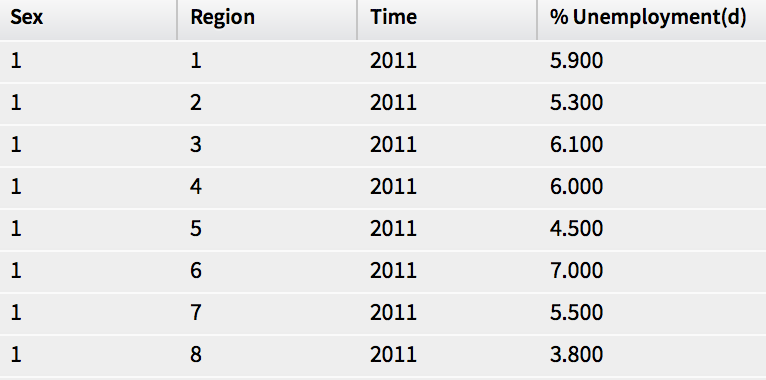 Sex Region Time % Unemployment(d)
1 1 2011 5.900
1 2 2011 5.300
1 3 2011 6.100
1 4 2011 6.000
1 5 2011 4.500
1 6 2011 7.000
1 7 2011 5.500
1 8 2011 3.800